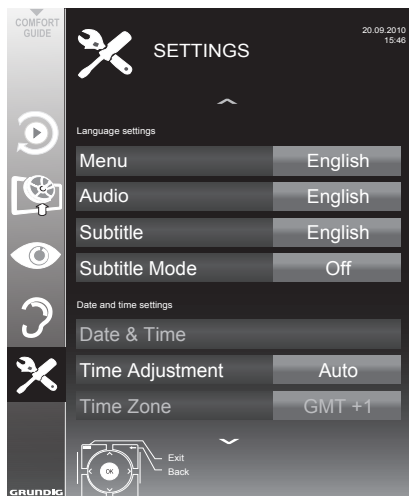 COMFORT
GUIDE
SETTINGS
20.09.2010
15:46
Language settings
Menu English
Audio English
Subtitle English
Subtitle Mode Off
Date and time settings
Date & Time
Time Adjustment Auto
Time Zone GMT +1
Exit
Back
OK
GRUNDIG